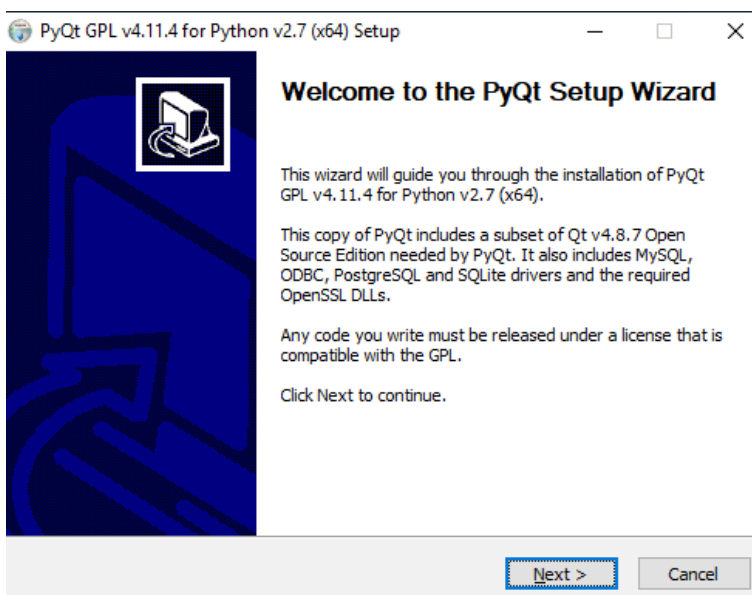 PyQt GPL v4.11.4 for Python v2.7 (x64) Setup
Welcome to the PyQt Setup Wizard
This wizard will guide you through the installation of PyQt
GPL v4.11.4 for Python v2.7 (x64).
This copy of PyQt includes a subset of Qt v4.8.7 Open
Source Edition needed by PyQt. It also includes MySQL,
ODBC, PostgreSQL and SQLite drivers and the required
OpenSSL DLLs.
Any code you write must be released under a license that is
compatible with the GPL.
Click Next to continue.
Next >
Cancel